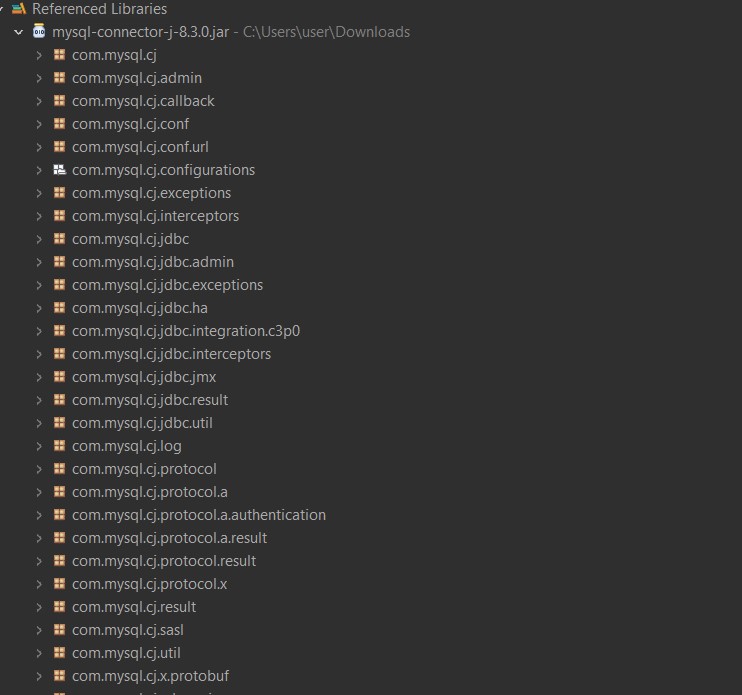 Referenced Libraries
mysql-connector-j-8.3.0.jar - C:\Users\user\Downloads
com.mysql.cj
com.mysql.cj.admin
com.mysql.cj.callback
com.mysql.cj.conf
com.mysql.cj.conf.url
com.mysql.cj.configurations
com.mysql.cj.exceptions
com.mysql.cj.interceptors
com.mysql.cj.jdbc
com.mysql.cj.jdbc.admin
com.mysql.cj.jdbc.exceptions
com.mysql.cj.jdbc.ha
com.mysql.cj.jdbc.integration.c3p0
com.mysql.cj.jdbc.interceptors
com.mysql.cj.jdbc.jmx
com.mysql.cj.jdbc.result
com.mysql.cj.jdbc.util
com.mysql.cj.log
com.mysql.cj.protocol
com.mysql.cj.protocol.a
com.mysql.cj.protocol.a.authentication
com.mysql.cj.protocol.a.result
com.mysql.cj.protocol.result
com.mysql.cj.protocol.x
com.mysql.cj.result
com.mysql.cj.sasl
com.mysql.cj.util
com.mysql.cj.x.protobuf